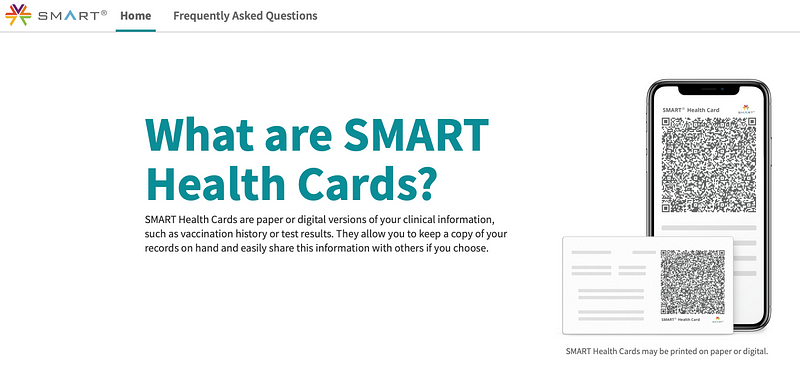 SMART®
Home
Frequently Asked Questions
What are SMART
Health Cards?
SMART Health Cards are paper or digital versions of your clinical information,
such as vaccination history or test results. They allow you to keep a copy of your
records on hand and easily share this information with others if you choose.
SMART® Health Card
SMART® Health Card
SMART Health Cards may be printed on paper or digital.